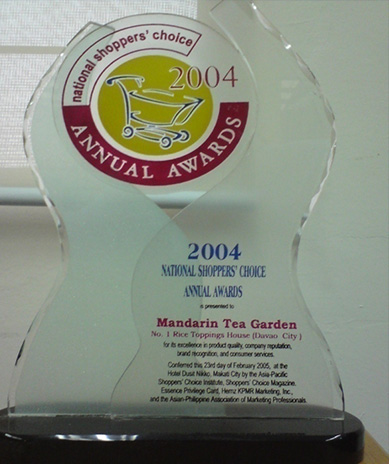 national shoppers' choice
2004
ANNUAL AWARDS
2004
NATIONAL SHOPPERS' CHOICE
ANNUAL AWARDS
is presented to
Mandarin Tea Garden
No. 1 Rice Toppings House (Davao City)
for its excellence in product quality, company reputation,
brand recognition, and consumer services.
Conferred this 23rd day of February 2005, at the
Hotel Dusit Nikko, Makati City by the Asia-Pacific
Shoppers' Choice Institute, Shoppers' Choice Magazine,
Essence Privilege Card, Hemz KPMR Marketing, Inc.,
and the Asian-Philippine Association of Marketing Professionals